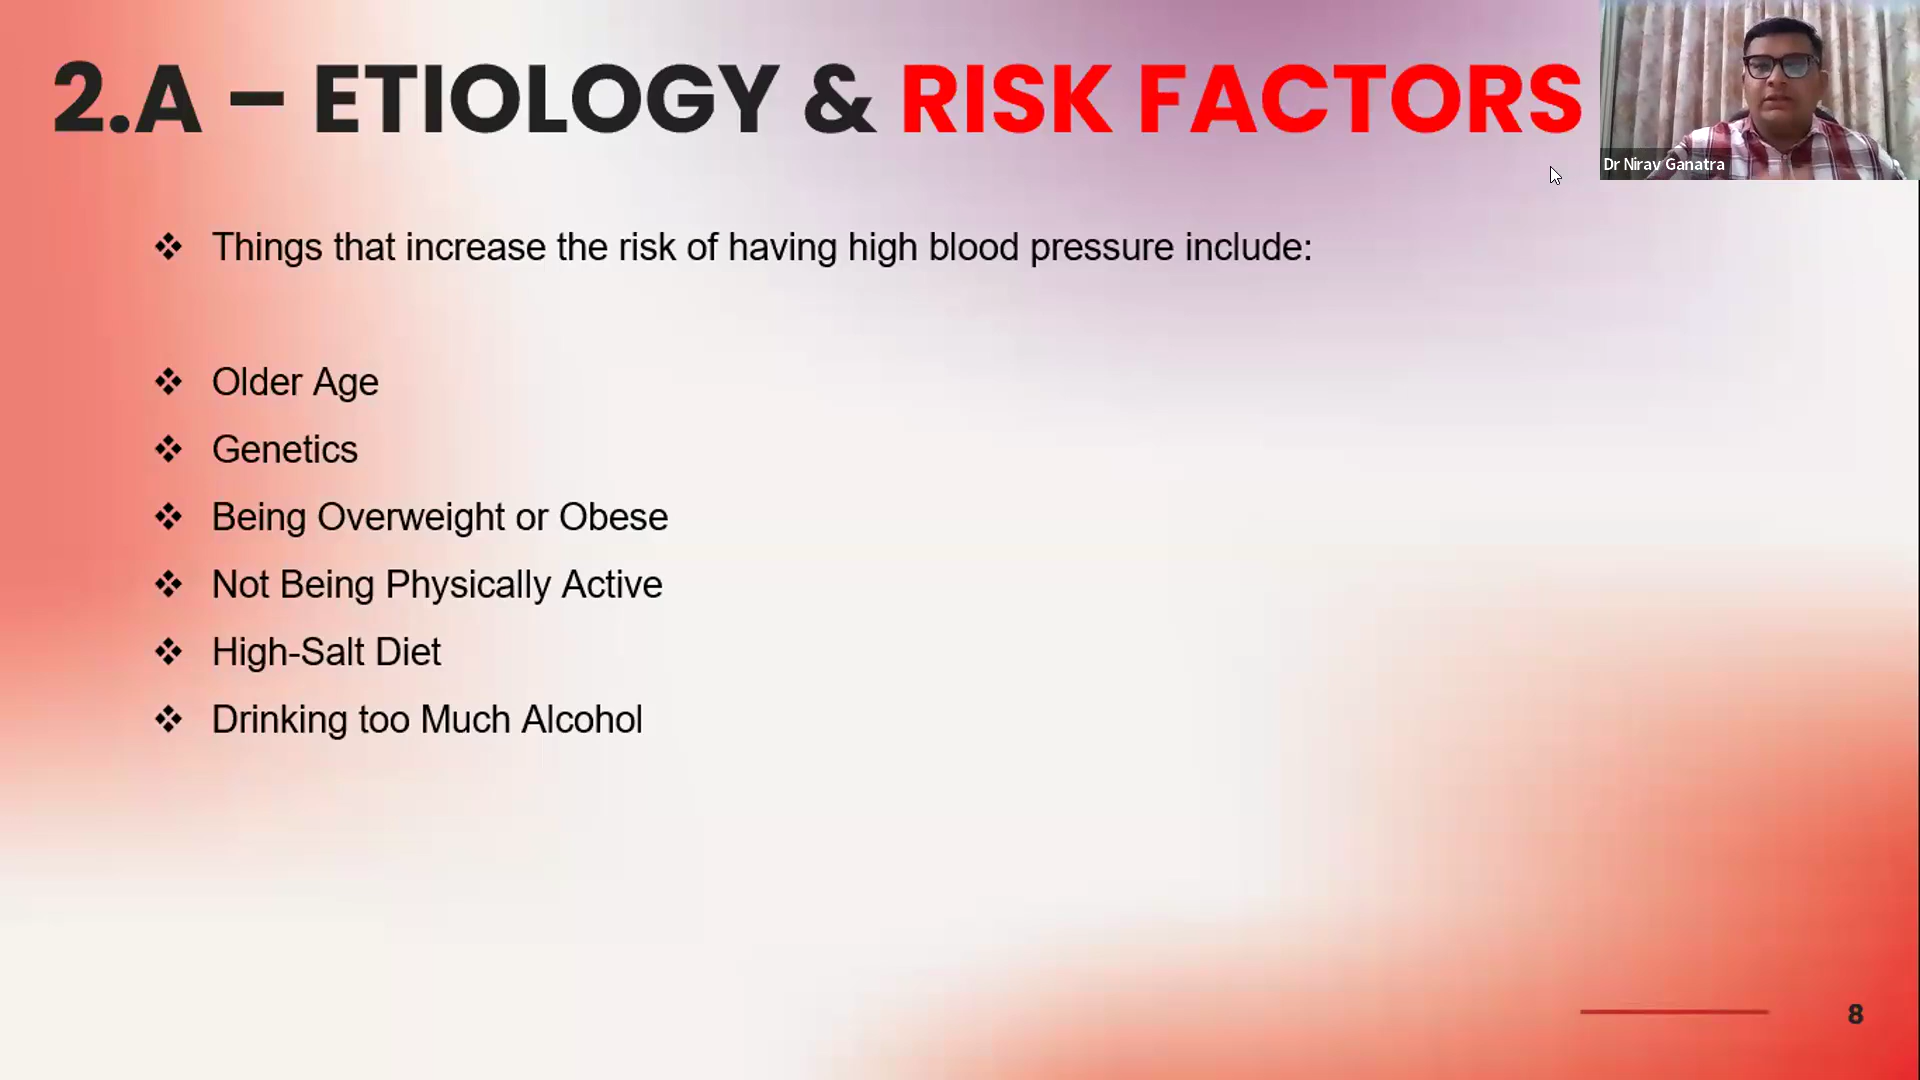 2.A – ETIOLOGY & RISK FACTORS
Dr Nirav Ganatra
❖ Things that increase the risk of having high blood pressure include:
❖ Older Age
❖ Genetics
❖ Being Overweight or Obese
❖ Not Being Physically Active
❖ High-Salt Diet
❖ Drinking too Much Alcohol
8